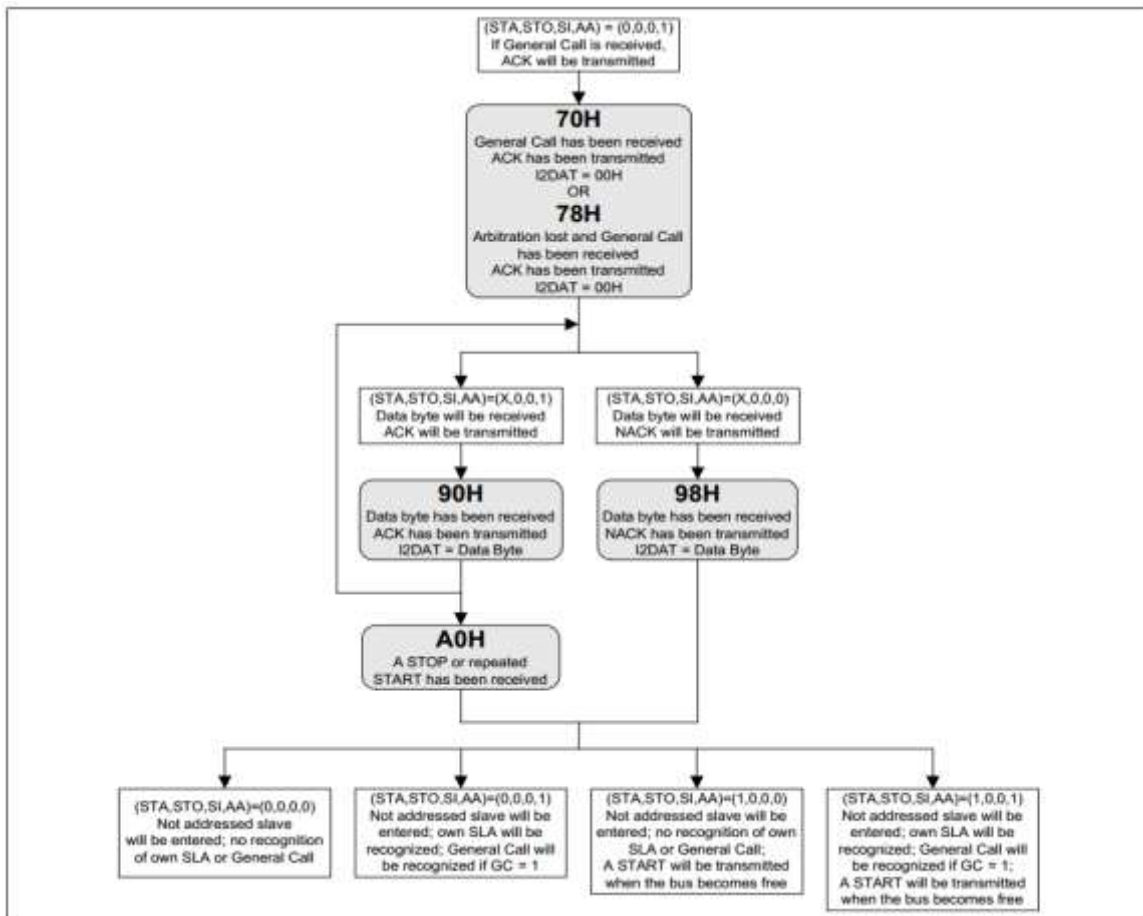 (STA,STO,SI,AA) = (0,0,0,1)
If General Call is received,
ACK will be transmitted
70H
General Call has been received
ACK has been transmitted
I2DAT = 00H
OR
78H
Arbitration lost and General Call
has been received
ACK has been transmitted
I2DAT = 00H
(STA,STO,SI,AA)=(X,0,0,1)
Data byte will be received
ACK will be transmitted
(STA,STO,SI,AA)=(X,0,0,0)
Data byte will be received
NACK will be transmitted
90H
Data byte has been received
ACK has been transmitted
I2DAT = Data Byte
98H
Data byte has been received
NACK has been transmitted
I2DAT = Data Byte
A0H
A STOP or repeated
START has been received
(STA,STO,SI,AA)=(0,0,0,0)
Not addressed slave
will be entered; no recognition
of own SLA or General Call
(STA,STO,SI,AA)=(0,0,0,1)
Not addressed slave will be
entered; own SLA will be
recognized; General Call will
be recognized if GC = 1
(STA,STO,SI,AA)=(1,0,0,0)
Not addressed slave will be
entered; no recognition of own
SLA or General Call;
A START will be transmitted
when the bus becomes free
(STA,STO,SI,AA)=(1,0,0,1)
Not addressed slave will be
entered; own SLA will be
recognized; General Call will
be recognized if GC = 1;
A START will be transmitted
when the bus becomes free